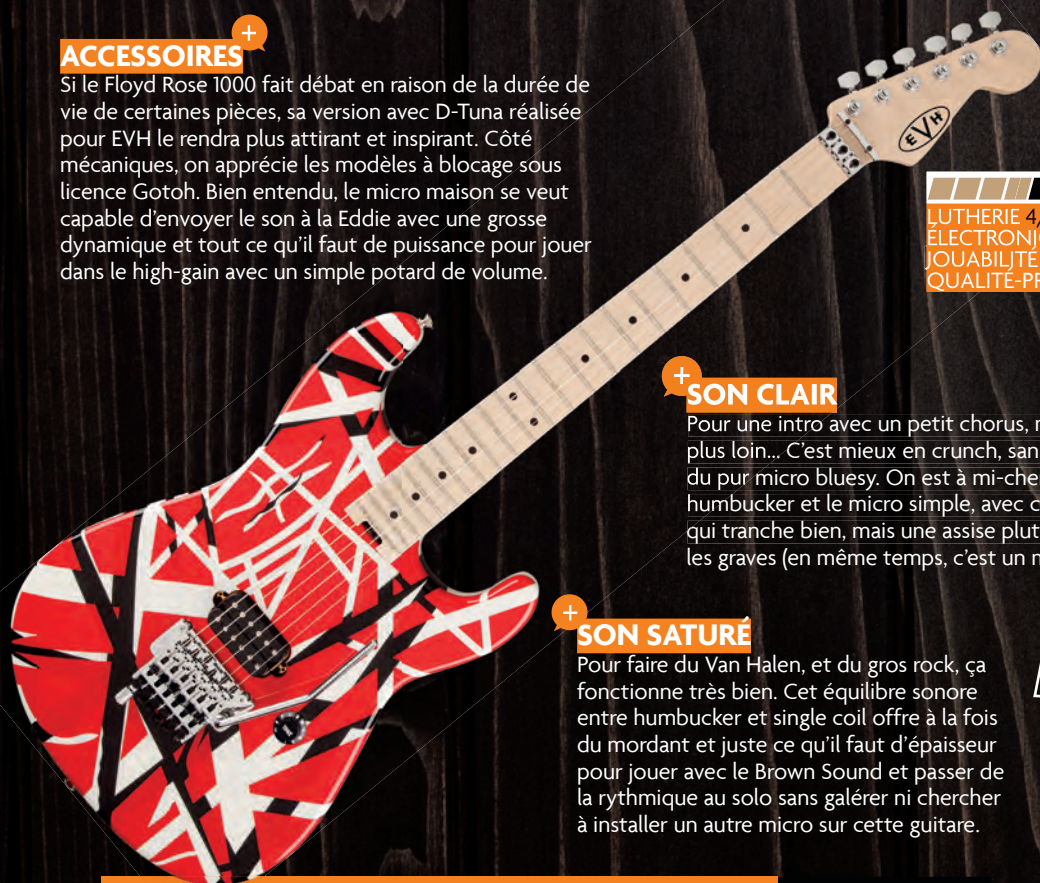 ACCESSOIRES
Si le Floyd Rose 1000 fait débat en raison de la durée de
vie de certaines pièces, sa version avec D-Tuna réalisée
pour EVH le rendra plus attirant et inspirant. Côté
mécaniques, on apprécie les modèles à blocage sous
licence Gotoh. Bien entendu, le micro maison se veut
capable d'envoyer le son à la Eddie avec une grosse
dynamique et tout ce qu'il faut de puissance pour jouer
dans le high-gain avec un simple potard de volume.
EVH
LUTHERIE 4/
ÉLECTRONIQ
JOUABILITÉ
QUALITÉ-PR
SON CLAIR
Pour une intro avec un petit chorus,
plus loin... C'est mieux en crunch, san
du pur micro bluesy. On est à mi-che
humbucker et le micro simple, avec
qui tranche bien, mais une assise plut
les graves (en même temps, c'est un
SON SATURÉ
Pour faire du Van Halen, et du gros rock, ça
fonctionne très bien. Cet équilibre sonore
entre humbucker et single coil offre à la fois
du mordant et juste ce qu'il faut d'épaisseur
pour jouer avec le Brown Sound et passer de
la rythmique au solo sans galérer ni chercher
à installer un autre micro sur cette guitare.